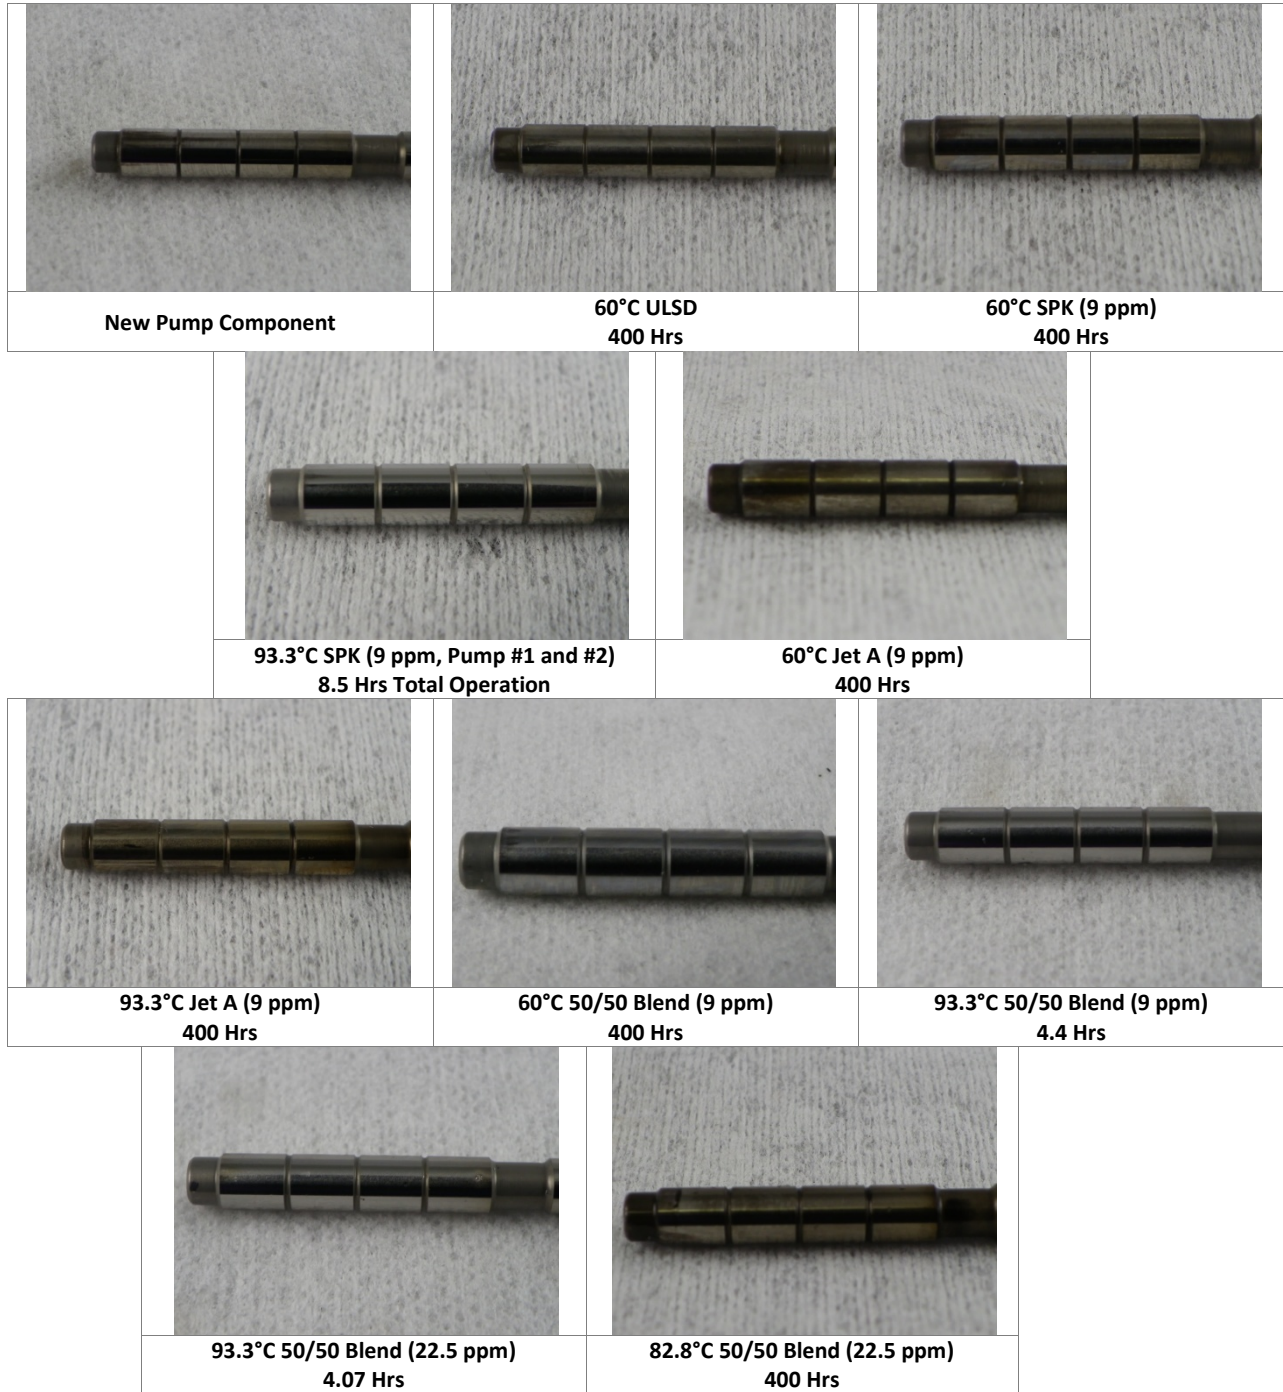 New Pump Component
60°C ULSD
400 Hrs
60°C SPK (9 ppm)
400 Hrs
93.3°C SPK (9 ppm, Pump #1 and #2)
8.5 Hrs Total Operation
60°C Jet A (9 ppm)
400 Hrs
93.3°C Jet A (9 ppm)
400 Hrs
60°C 50/50 Blend (9 ppm)
400 Hrs
93.3°C 50/50 Blend (9 ppm)
4.4 Hrs
93.3°C 50/50 Blend (22.5 ppm)
4.07 Hrs
82.8°C 50/50 Blend (22.5 ppm)
400 Hrs